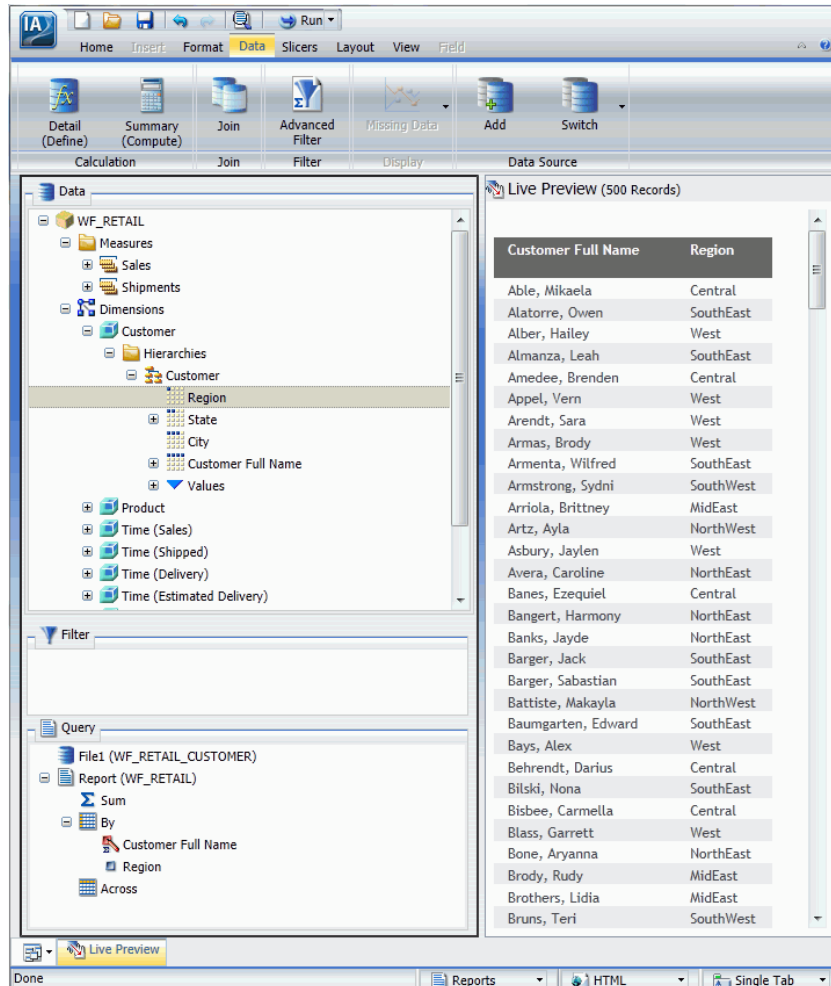 IA
Run
Home Insert Format Data Slicers Layout View Field
fx
Detail (Define)
Summary (Compute)
Join
Advanced Filter
Missing Data
Add
Switch
Calculation Join Filter Display Data Source
Data
WF_RETAIL
Measures
Sales
Shipments
Dimensions
Customer
Hierarchies
Customer
Region
State
City
Customer Full Name
Values
Product
Time (Sales)
Time (Shipped)
Time (Delivery)
Time (Estimated Delivery)
Filter
Query
File1 (WF_RETAIL_CUSTOMER)
Report (WF_RETAIL)
Sum
By
Customer Full Name
Region
Across
Live Preview (500 Records)
Customer Full Name Region
Able, Mikaela Central
Alatorre, Owen SouthEast
Alber, Hailey West
Almanza, Leah SouthEast
Amedee, Brenden Central
Appel, Vern West
Arendt, Sara West
Armas, Brody West
Armenta, Wilfred SouthEast
Armstrong, Sydni SouthWest
Arriola, Brittney MidEast
Artz, Ayla NorthWest
Asbury, Jaylen West
Avera, Caroline NorthEast
Banes, Ezequiel Central
Bangert, Harmony NorthEast
Banks, Jayde NorthEast
Barger, Jack SouthEast
Barger, Sabastian SouthEast
Battiste, Makayla NorthWest
Baumgarten, Edward SouthEast
Bays, Alex West
Behrendt, Darius Central
Bilski, Nona SouthEast
Bisbee, Carmella Central
Blass, Garrett West
Bone, Aryanna NorthEast
Brody, Rudy MidEast
Brothers, Lidia MidEast
Bruns, Teri SouthWest
Live Preview
Done Reports HTML Single Tab